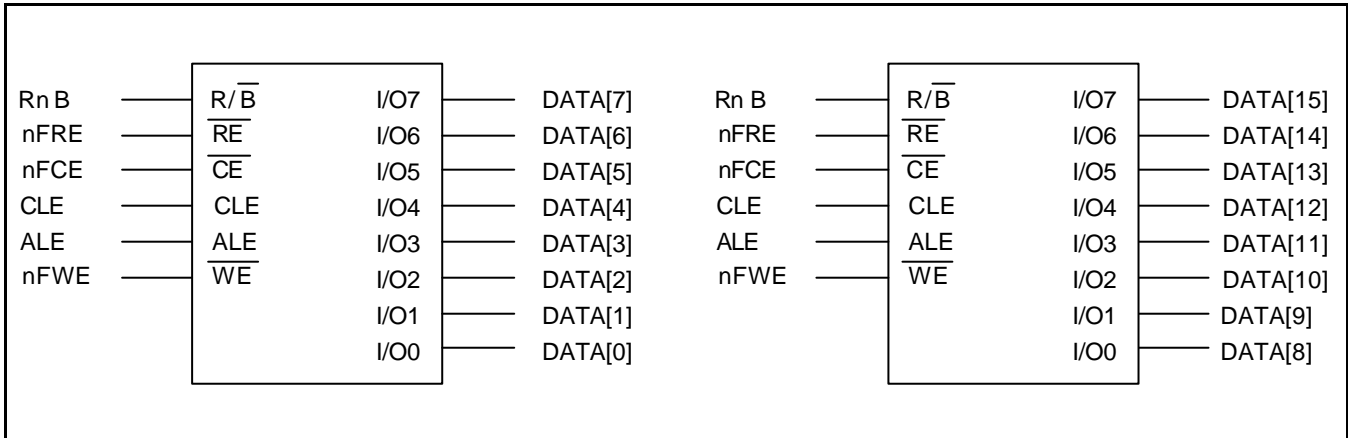 RnB R/B I/O7 DATA[7]
nFRE RE I/O6 DATA[6]
nFCE CE I/O5 DATA[5]
CLE CLE I/O4 DATA[4]
ALE ALE I/O3 DATA[3]
nFWE WE I/O2 DATA[2]
I/O1 DATA[1]
I/O0 DATA[0]
RnB R/B I/O7 DATA[15]
nFRE RE I/O6 DATA[14]
nFCE CE I/O5 DATA[13]
CLE CLE I/O4 DATA[12]
ALE ALE I/O3 DATA[11]
nFWE WE I/O2 DATA[10]
I/O1 DATA[9]
I/O0 DATA[8]